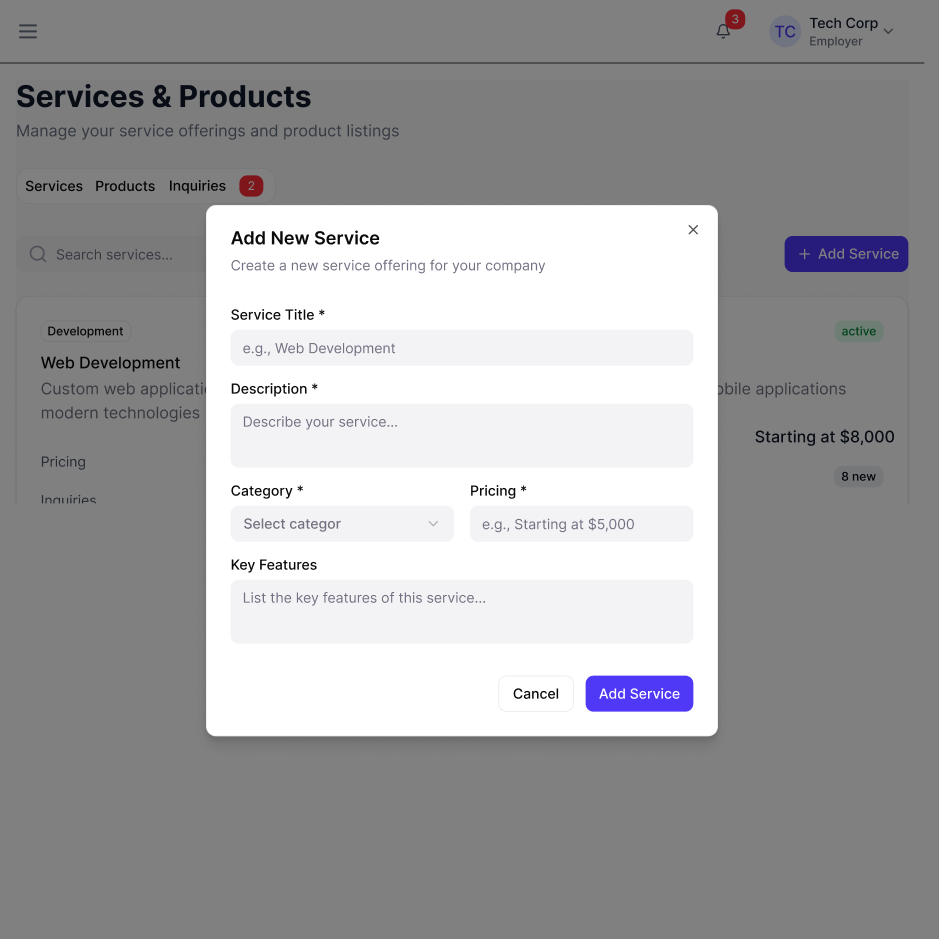 3
TC
Tech Corp
Employer
Services & Products
Manage your service offerings and product listings
Services Products Inquiries 2
Search services...
+ Add Service
Add New Service
Create a new service offering for your company
Service Title *
e.g., Web Development
Description *
Describe your service...
Category * Pricing *
Select categor e.g., Starting at $5,000
Key Features
List the key features of this service...
Cancel Add Service
Development active
Web Development
Custom web applicati obile applications
modern technologies
Starting at $8,000
Pricing
8 new
Inquiries